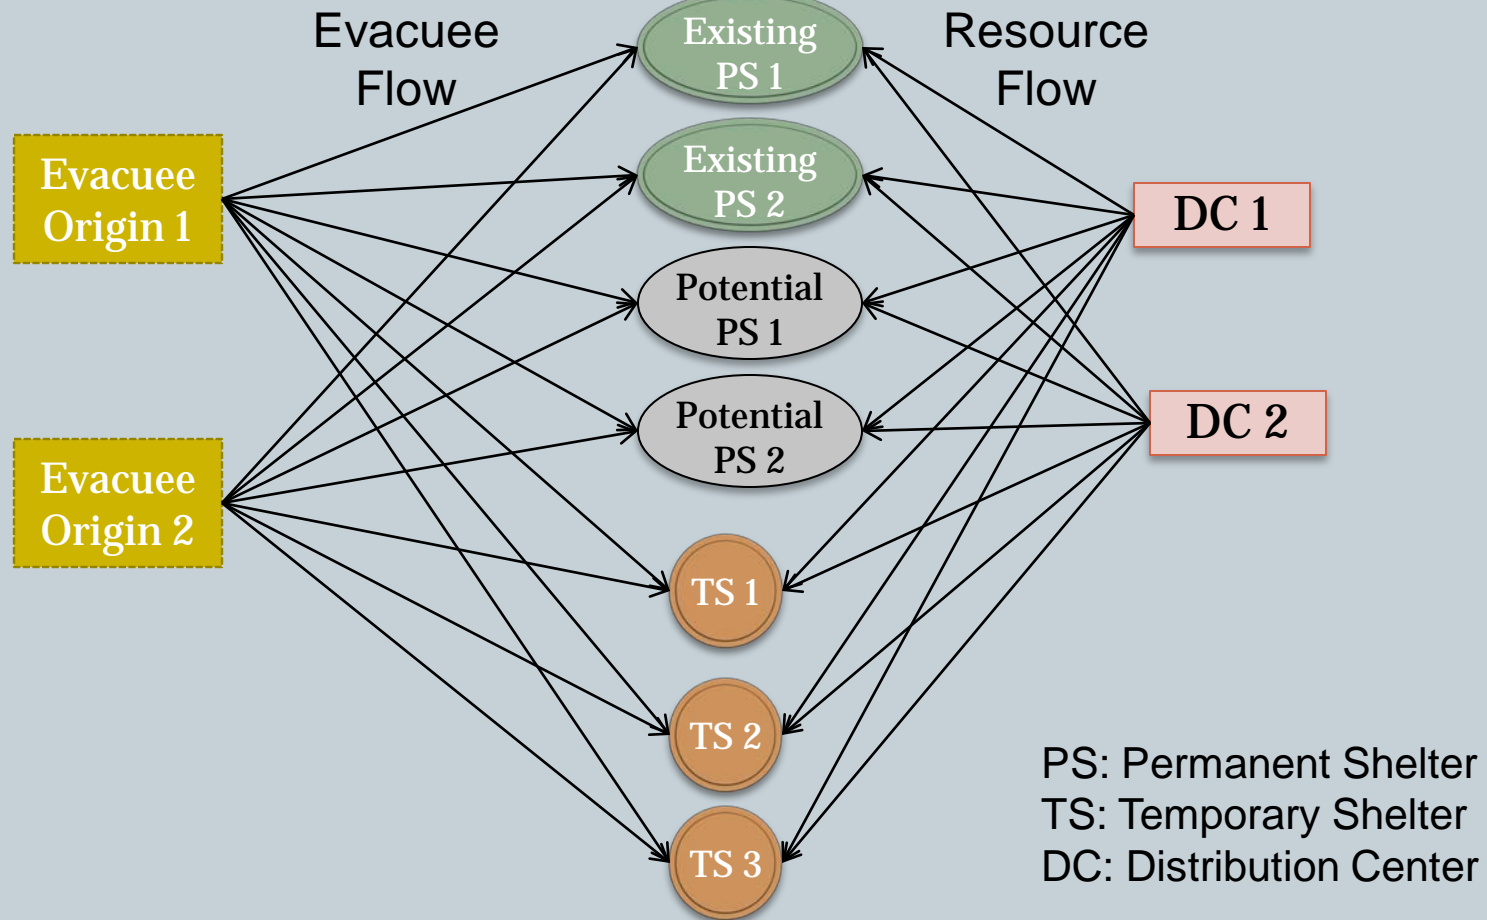 Evacuee
Flow
Existing
PS 1
Resource
Flow
Evacuee
Origin 1
Existing
PS 2
DC 1
Potential
PS 1
Potential
PS 2
DC 2
Evacuee
Origin 2
TS 1
TS 2
TS 3
PS: Permanent Shelter
TS: Temporary Shelter
DC: Distribution Center